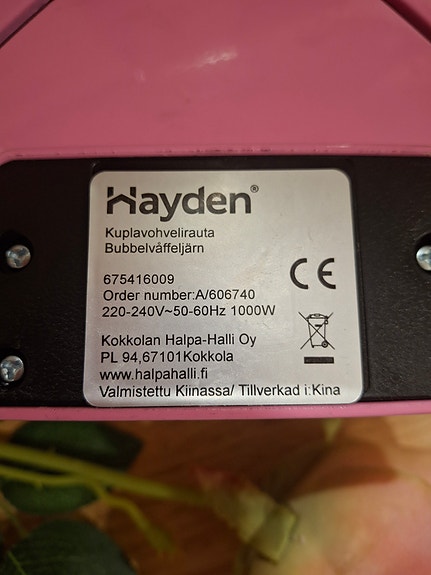 Hayden®
Kuplavohvelirauta
Bubbelvåffeljärn
675416009
Order number:A/606740
220-240V~50-60Hz 1000W
CE
Kokkolan Halpa-Halli Oy
PL 94,67101Kokkola
www.halpahalli.fi
Valmistettu Kiinassa/ Tillverkad i:Kina